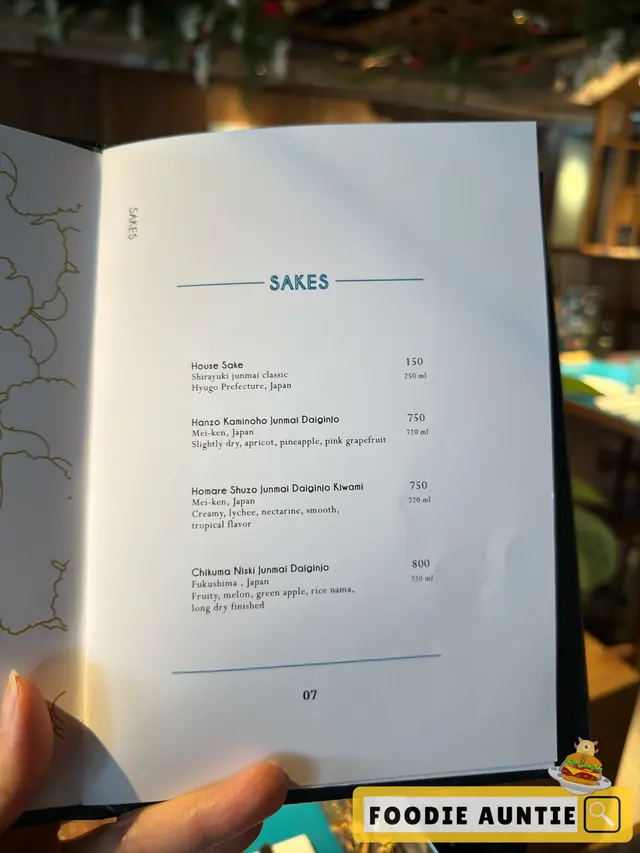 SAKES
SAKES
House Sake 150
Shirayuki junmai classic 250 ml
Hyugo Prefecture, Japan
Hanzo Kaminoho Junmai Daiginjo 750
Mei-ken, Japan 720 ml
Slightly dry, apricot, pineapple, pink grapefruit
Homare Shuzo Junmai Daiginjo Kiwami 750
Mei-ken, Japan 720 ml
Creamy, lychee, nectarine, smooth,
tropical flavor
Chikuma Niski Junmai Daiginjo 800
Fukushima , Japan 720 ml
Fruity, melon, green apple, rice nama,
long dry finished
07
FOODIE AUNTIE